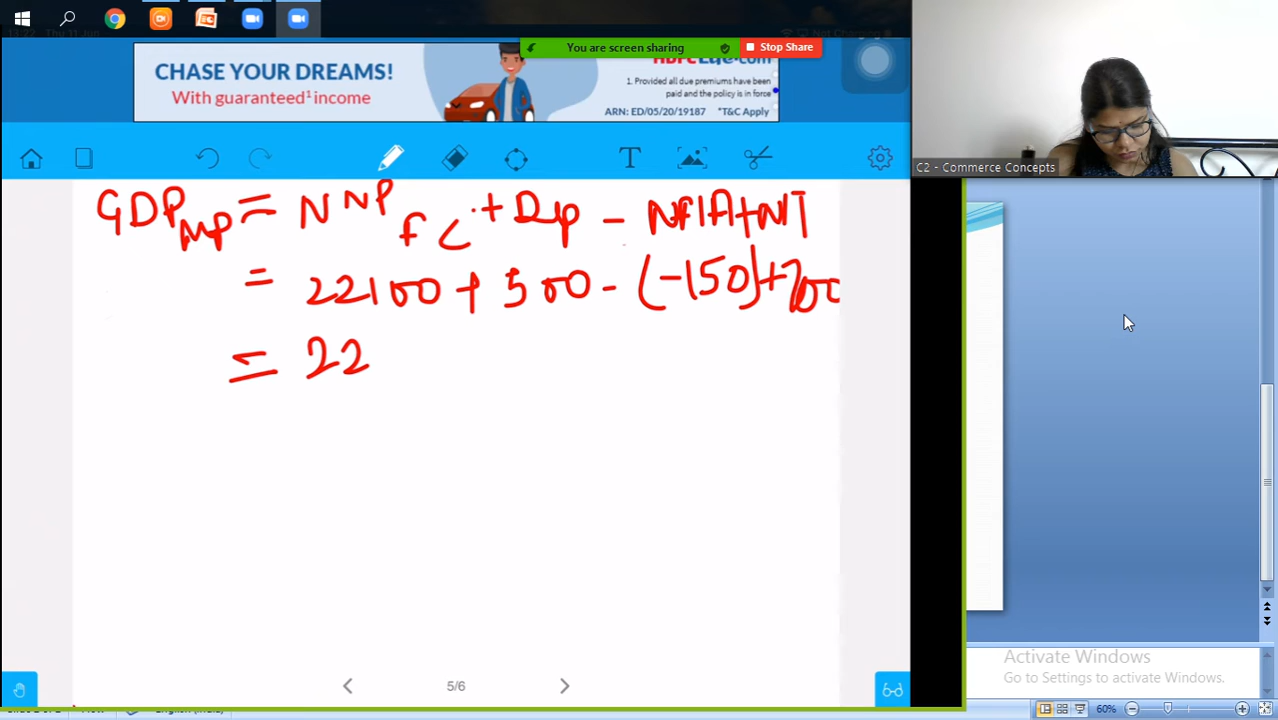 You are screen sharing
Stop Share
CHASE YOUR DREAMS!
With guaranteed¹ income
1. Provided all due premiums have been
paid and the policy is in force
ARN: ED/05/20/19187 *T&C Apply
C2 - Commerce Concepts
GDPMP = NNPFC + Dep - NFIA + NIT
= 22100 + 500 - (-150) + 700
= 22
5/6
Activate Windows
Go to Settings to activate Windows.
60%